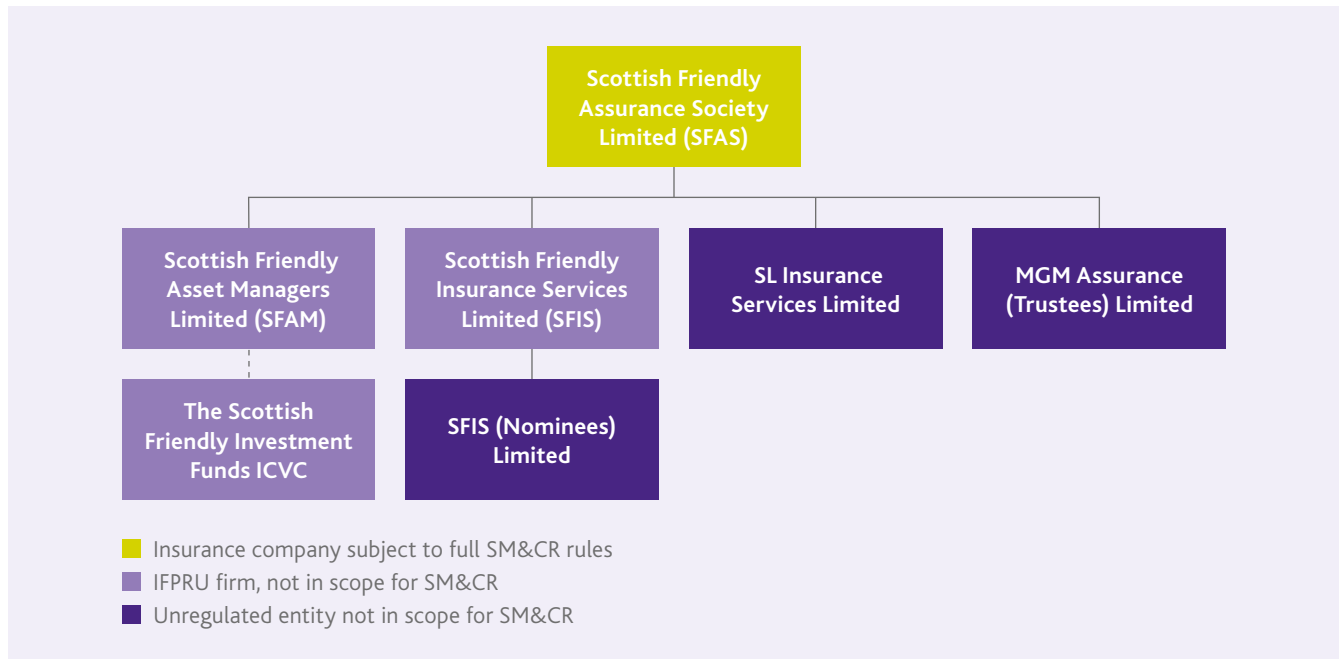 Scottish Friendly
Assurance Society
Limited (SFAS)
Scottish Friendly
Asset Managers
Limited (SFAM)
Scottish Friendly
Insurance Services
Limited (SFIS)
SL Insurance
Services Limited
MGM Assurance
(Trustees) Limited
The Scottish
Friendly Investment
Funds ICVC
SFIS (Nominees)
Limited
Insurance company subject to full SM&CR rules
IFPRU firm, not in scope for SM&CR
Unregulated entity not in scope for SM&CR